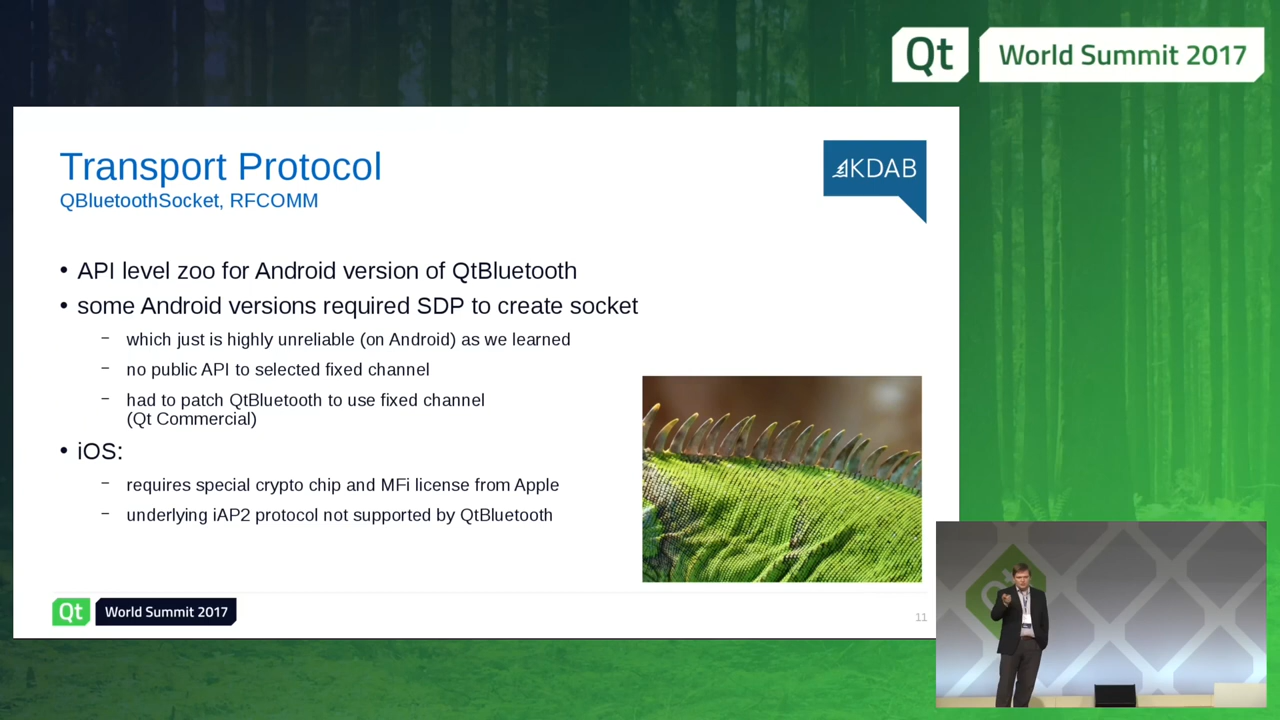 Qt World Summit 2017
Transport Protocol
QBluetoothSocket, RFCOMM
KDAB
• API level zoo for Android version of QtBluetooth
• some Android versions required SDP to create socket
– which just is highly unreliable (on Android) as we learned
– no public API to selected fixed channel
– had to patch QtBluetooth to use fixed channel
(Qt Commercial)
• iOS:
– requires special crypto chip and MFi license from Apple
– underlying iAP2 protocol not supported by QtBluetooth
Qt World Summit 2017
11